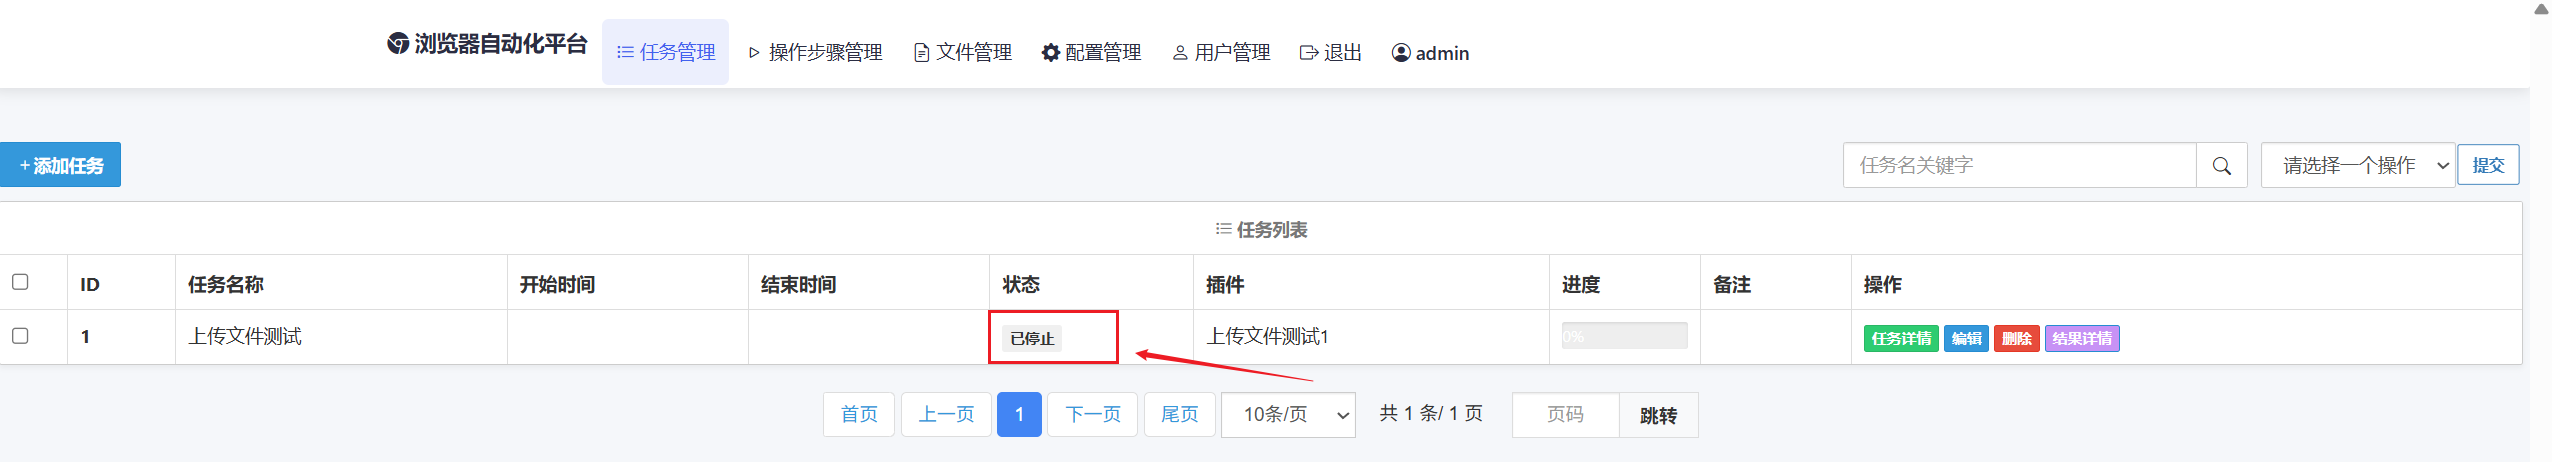 浏览器自动化平台 任务管理 操作步骤管理 文件管理 配置管理 用户管理 退出 admin
+ 添加任务 任务名关键字 请选择一个操作 提交
任务列表
ID 任务名称 开始时间 结束时间 状态 插件 进度 备注 操作
1 上传文件测试 已停止 上传文件测试1 0% 任务详情 编辑 删除 结果详情
首页 上一页 1 下一页 尾页 10条/页 共 1 条/ 1 页 页码 跳转